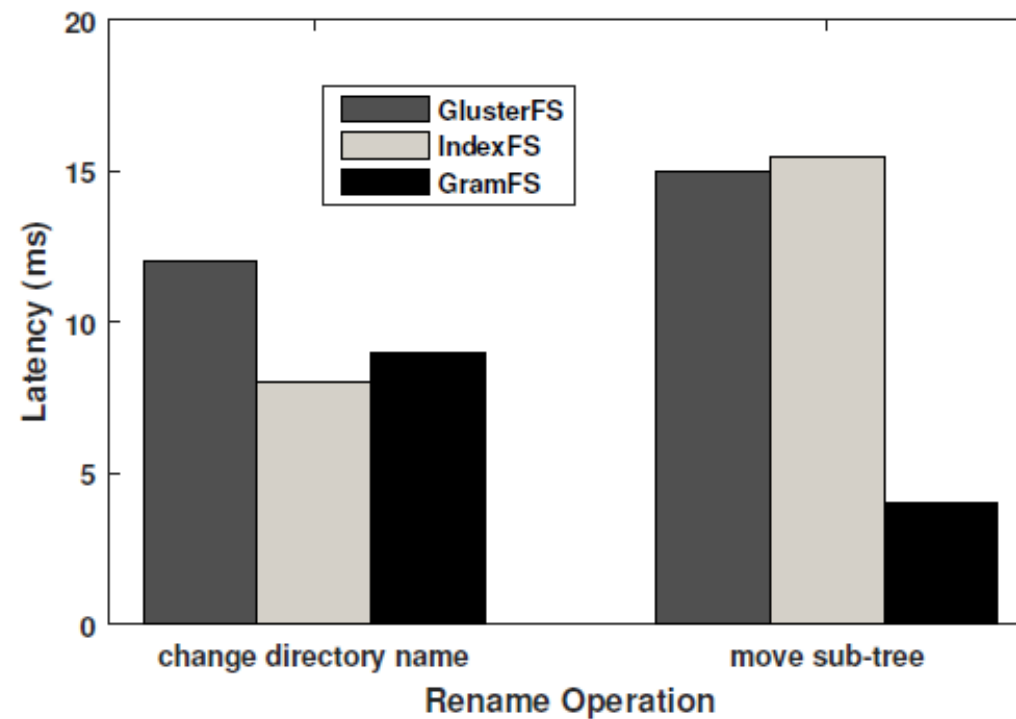 20
15
10
5
0
Latency (ms)
GlusterFS
IndexFS
GramFS
change directory name
move sub-tree
Rename Operation